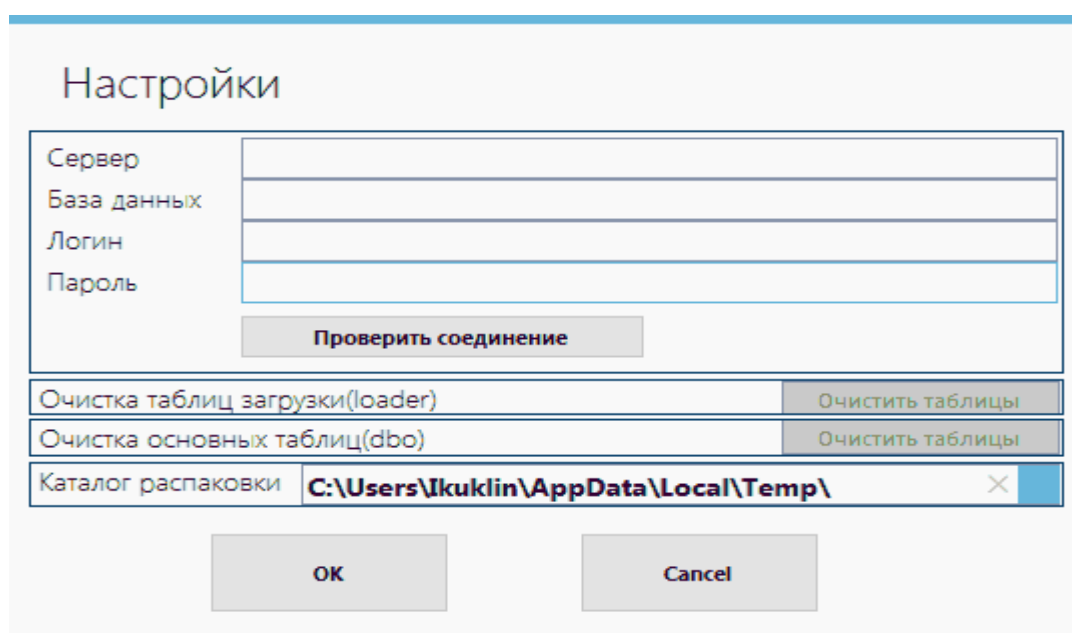 Настройки
Сервер
База данных
Логин
Пароль
Проверить соединение
Очистка таблиц загрузки(loader) Очистить таблицы
Очистка основных таблиц(dbo) Очистить таблицы
Каталог распаковки C:\Users\Ikuklin\AppData\Local\Temp\
OK Cancel